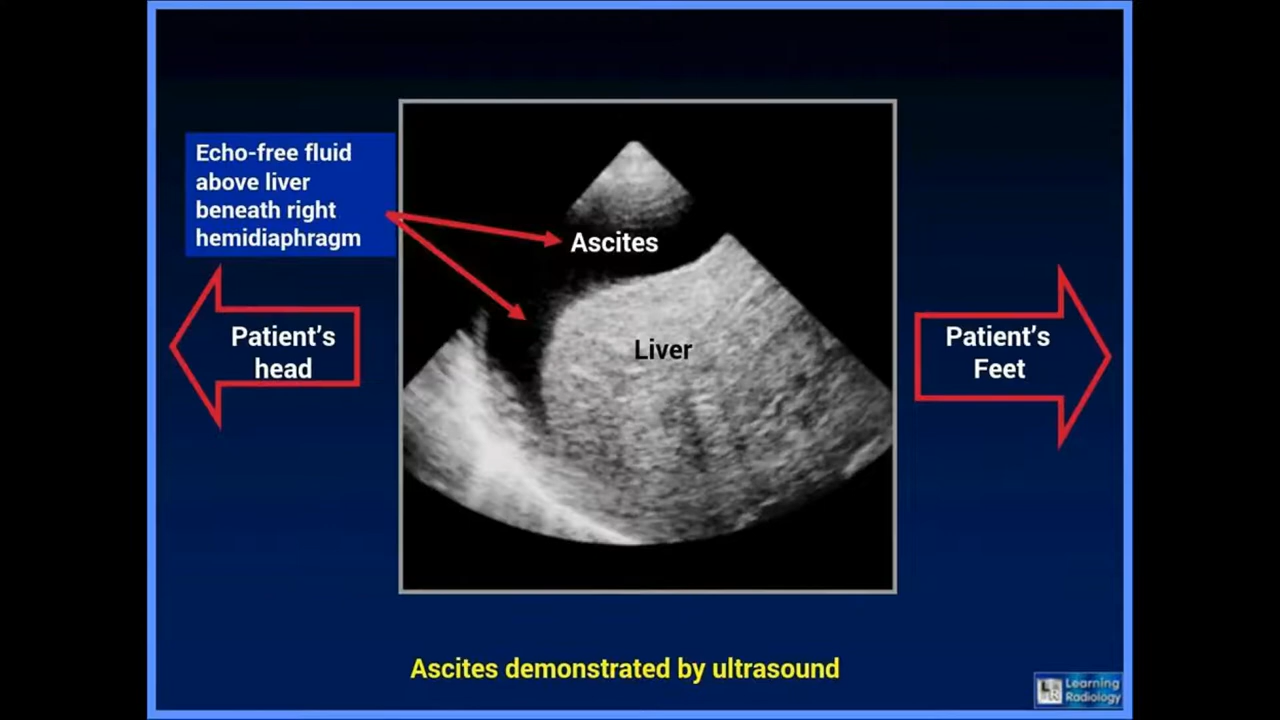 Echo-free fluid
above liver
beneath right
hemidiaphragm
Ascites
Patient's
head
Liver
Patient's
Feet
Ascites demonstrated by ultrasound
LR
Learning
Radiology